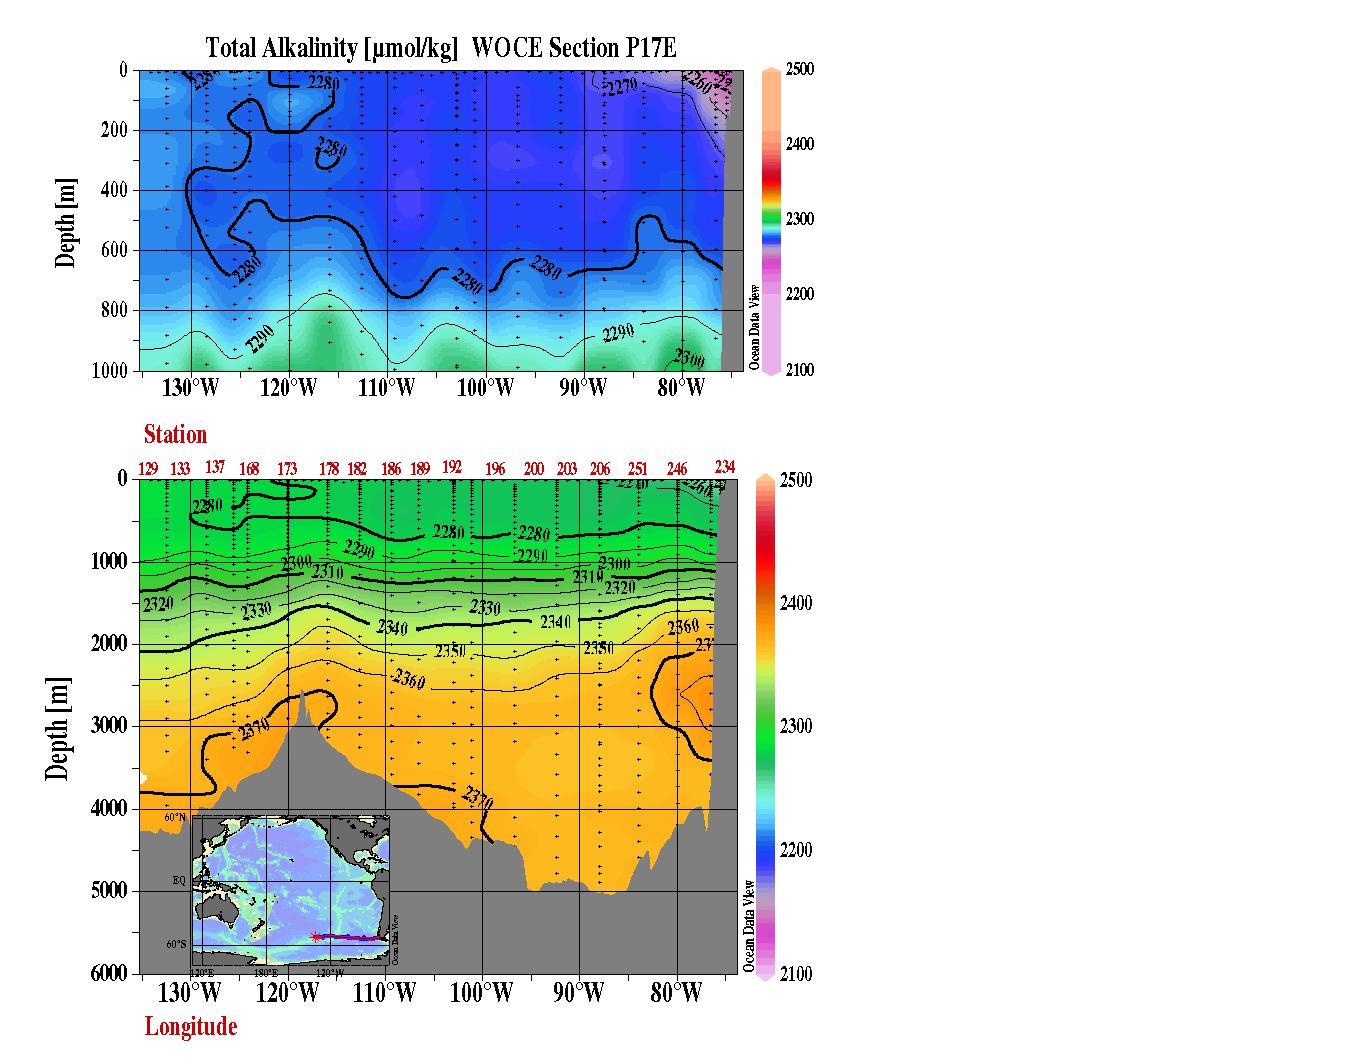 Total Alkalinity [µmol/kg]  WOCE Section P17E
0
200
400
600
800
1000
Depth [m]
2280
2280
2270
2260
2280
2280
2280
2280
2290
2290
2300
130°W
120°W
110°W
100°W
90°W
80°W
Ocean Data View
2500
2400
2300
2200
2100
Station
129 133 137 168 173 178 182 186 189 192 196 200 203 206 251 246 234
0
1000
2000
3000
4000
5000
6000
Depth [m]
2270
2260
2280
2280
2280
2290
2290
2300
2300
2310
2310
2320
2320
2330
2330
2340
2340
2350
2350
2360
2360
2370
2370
60°N
EQ
60°S
120°E
180°E
120°W
Ocean Data View
130°W
120°W
110°W
100°W
90°W
80°W
Longitude
Ocean Data View
2500
2400
2300
2200
2100